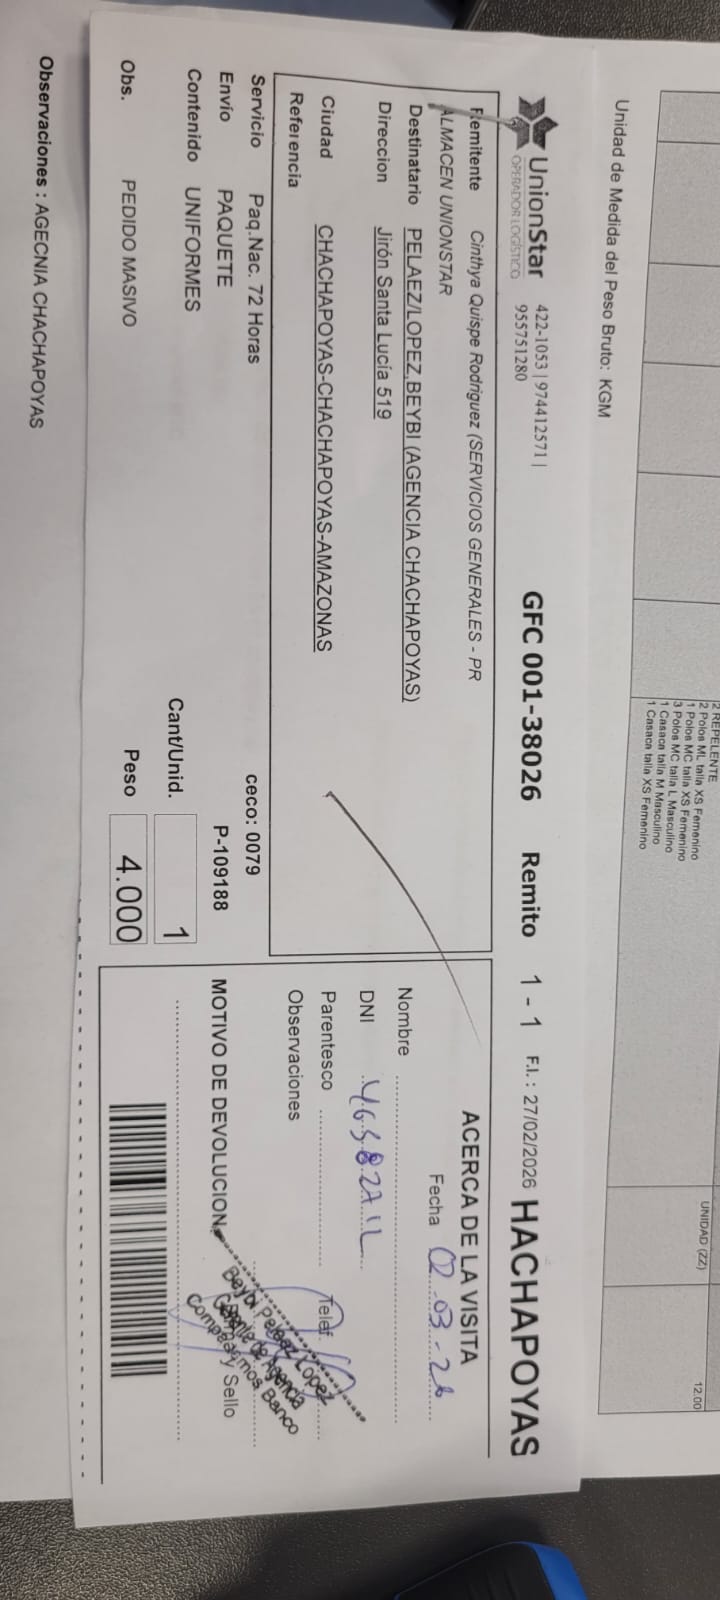 2 REPELENTE
2 Polos ML talla XS Femenino
1 Polos MC talla XS Femenino
3 Polos MC talla L Masculino
1 Casaca talla M Masculino
1 Casaca talla XS Femenino
UNIDAD (ZZ)
12.00
Unidad de Medida del Peso Bruto: KGM
UnionStar
OPERADOR LOGÍSTICO
422-1053 | 974412571 |
955751280
GFC 001-38026 Remito 1 - 1 F.I.: 27/02/2026 HACHAPOYAS
Remitente Cinthya Quispe Rodriguez (SERVICIOS GENERALES - PR
ALMACEN UNIONSTAR
Destinatario PELAEZ/LOPEZ,BEYBI (AGENCIA CHACHAPOYAS)
Direccion Jirón Santa Lucía 519
Ciudad CHACHAPOYAS-CHACHAPOYAS-AMAZONAS
Referencia
Servicio Paq.Nac. 72 Horas
ceco: 0079
Envio PAQUETE
P-109188
Contenido UNIFORMES
Cant/Unid. 1
Obs. PEDIDO MASIVO
Peso 4.000
ACERCA DE LA VISITA
Fecha 02-03-26
Nombre
DNI
Parentesco
Telef.
Observaciones
MOTIVO DE DEVOLUCION
Beybi Pelaez Lopez
Gerente de Agencia
Compartamos Banco
y Sello
Observaciones : AGECNIA CHACHAPOYAS